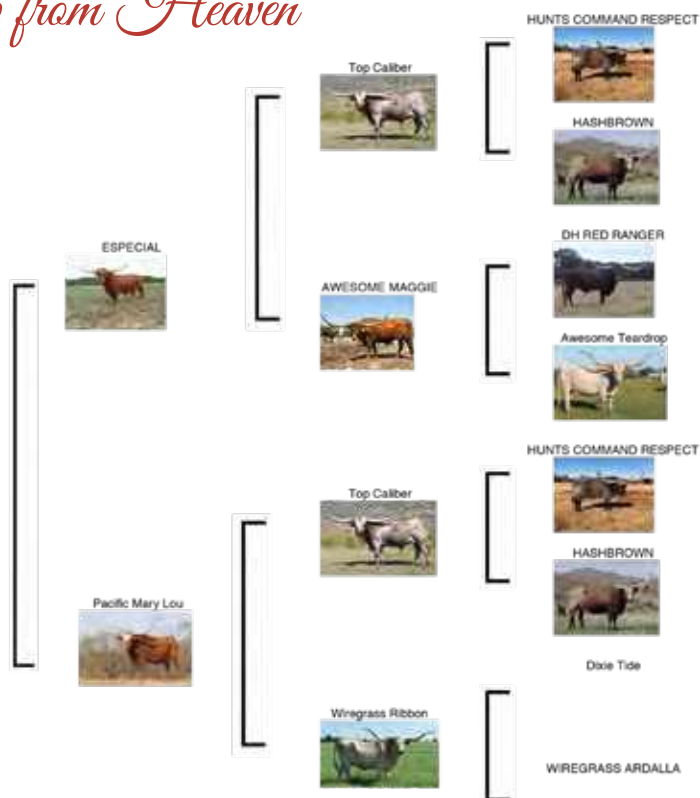 from Heaven
HUNTS COMMAND RESPECT
Top Caliber
HASHBROWN
DH RED RANGER
ESPECIAL
AWESOME MAGGIE
Awesome Teardrop
HUNTS COMMAND RESPECT
Top Caliber
HASHBROWN
Pacific Mary Lou
Dixie Tide
Wiregrass Ribbon
WIREGRASS ARDALLA